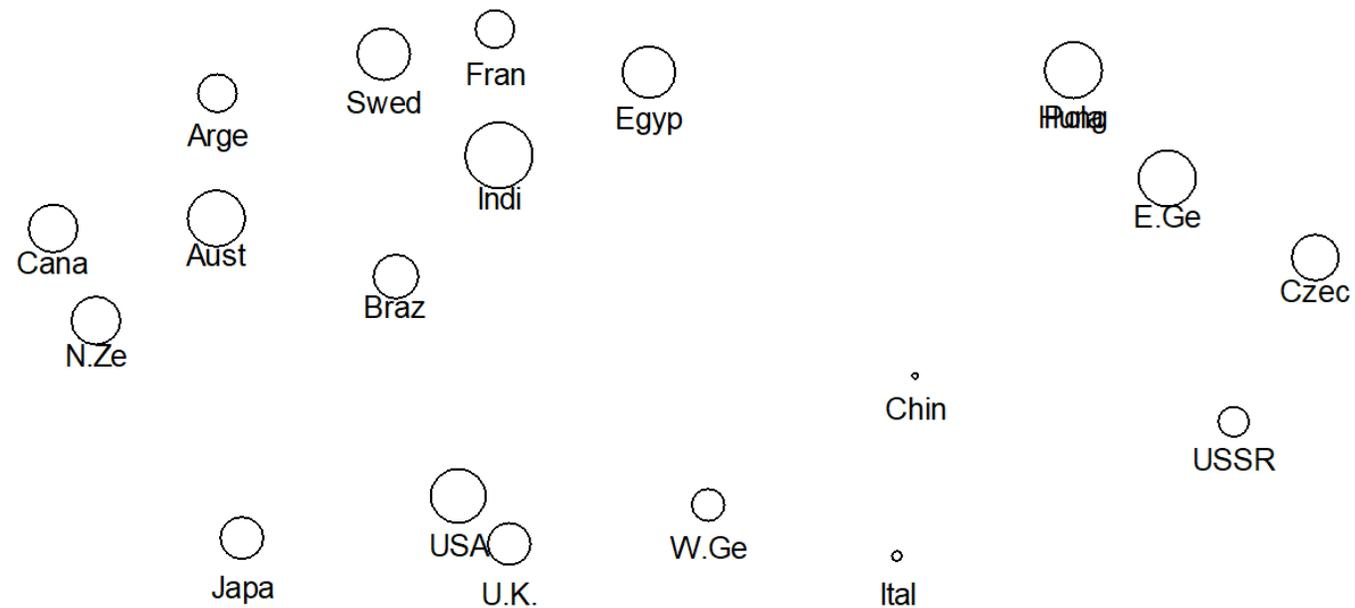 Fran
Swed
Egyp
Arge
Indi
E.Ge
Aust
Cana
Czec
Braz
N.Ze
Chin
USSR
USA
W.Ge
Japa
U.K.
Ital